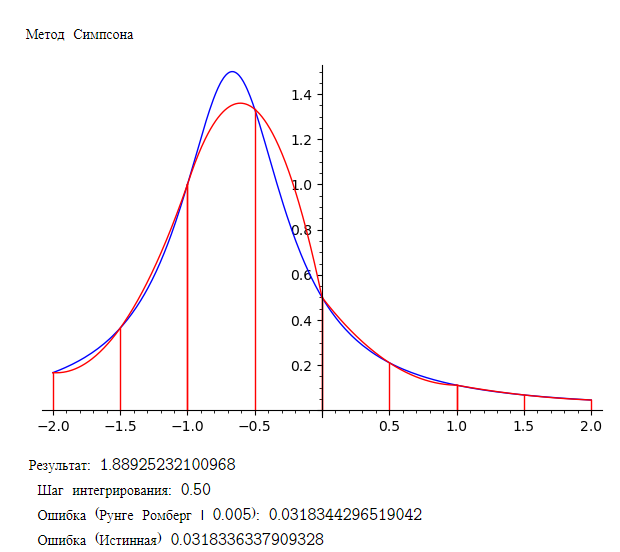 Метод Симпсона
1.4
1.2
1.0
0.8
0.6
0.4
0.2
−2.0 −1.5 −1.0 −0.5 0.5 1.0 1.5 2.0
Результат: 1.88925232100968
Шаг интегрирования: 0.50
Ошибка (Рунге Ромберг | 0.005): 0.0318344296519042
Ошибка (Истинная) 0.0318336337909328